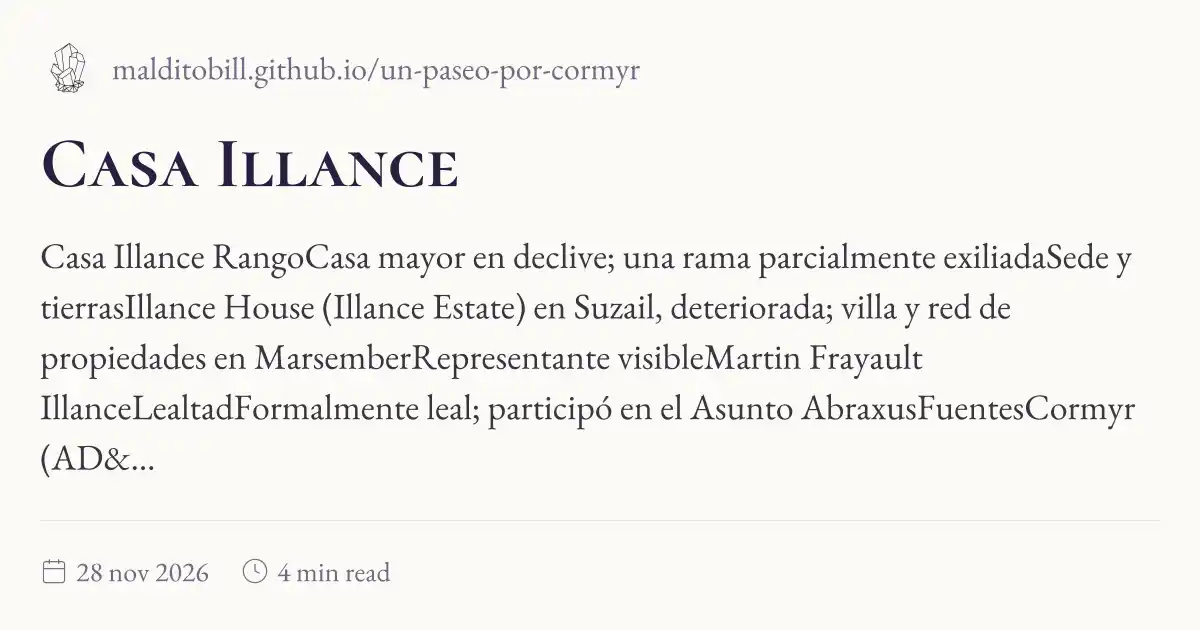 malditobill.github.io/un-paseo-por-cormyr
Casa Illance
Casa Illance RangoCasa mayor en declive; una rama parcialmente exiliadaSede y
tierrasIllance House (Illance Estate) en Suzail, deteriorada; villa y red de
propiedades en MarsemberRepresentante visibleMartin Frayault
IllanceLealtadFormalmente leal; participó en el Asunto AbraxusFuentesCormyr
(AD&...
28 nov 2026
4 min read